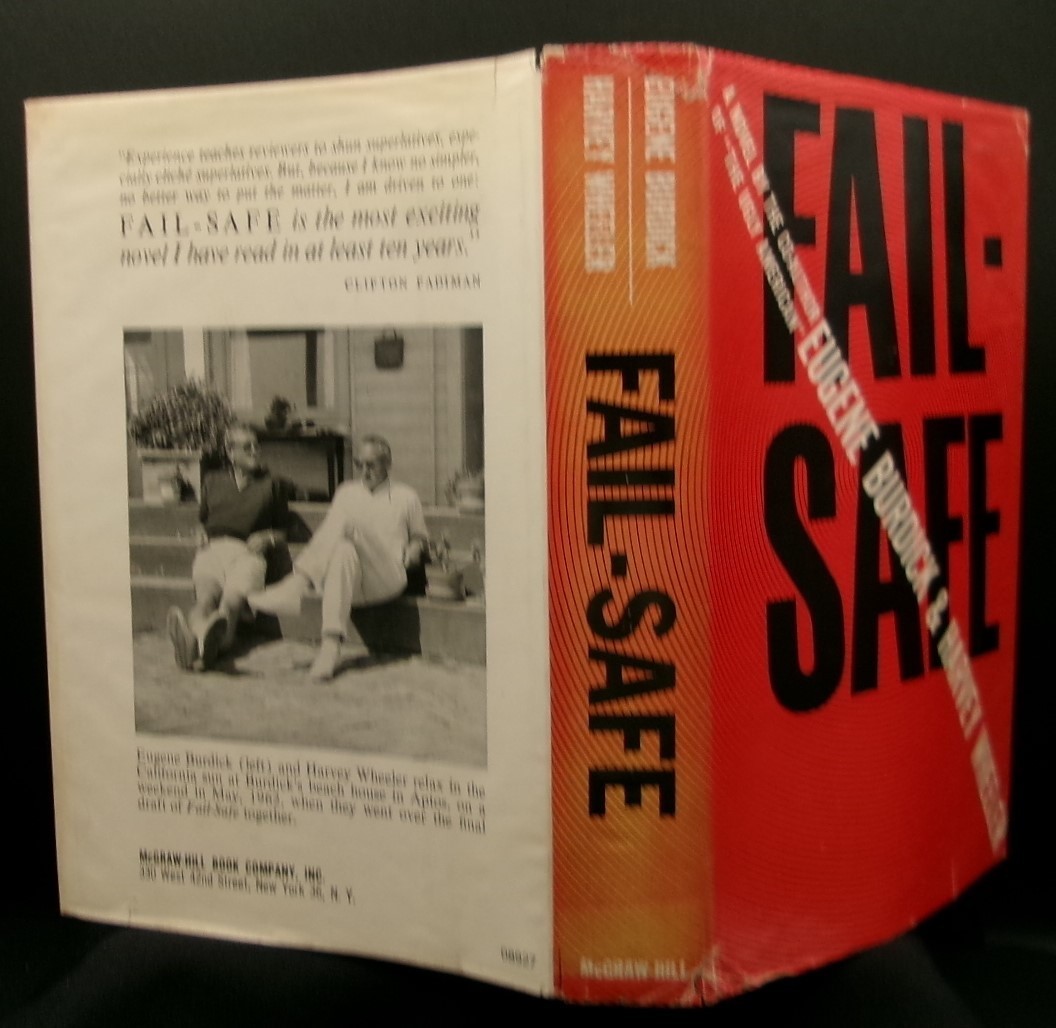 "Experience teaches reviewers to shun superlatives, espe-
cially cliché superlatives. But, because I know no simpler,
no better way to put the matter, I am driven to one:
FAIL-SAFE is the most exciting
novel I have read in at least ten years."
CLIFTON FADIMAN
Eugene Burdick (left) and Harvey Wheeler relax in the
California sun at Burdick's beach house in Aptos, on a
weekend in May, 1962, when they went over the final
draft of Fail-Safe together.
McGRAW-HILL BOOK COMPANY, INC.
330 West 42nd Street, New York 36, N. Y.
08927
EUGENE BURDICK
HARVEY WHEELER
FAIL-SAFE
McGRAW-HILL
FAIL-
SAFE
A NOVEL BY THE CO-AUTHOR
OF "THE UGLY AMERICAN"
EUGENE BURDICK & HARVEY WHEELER